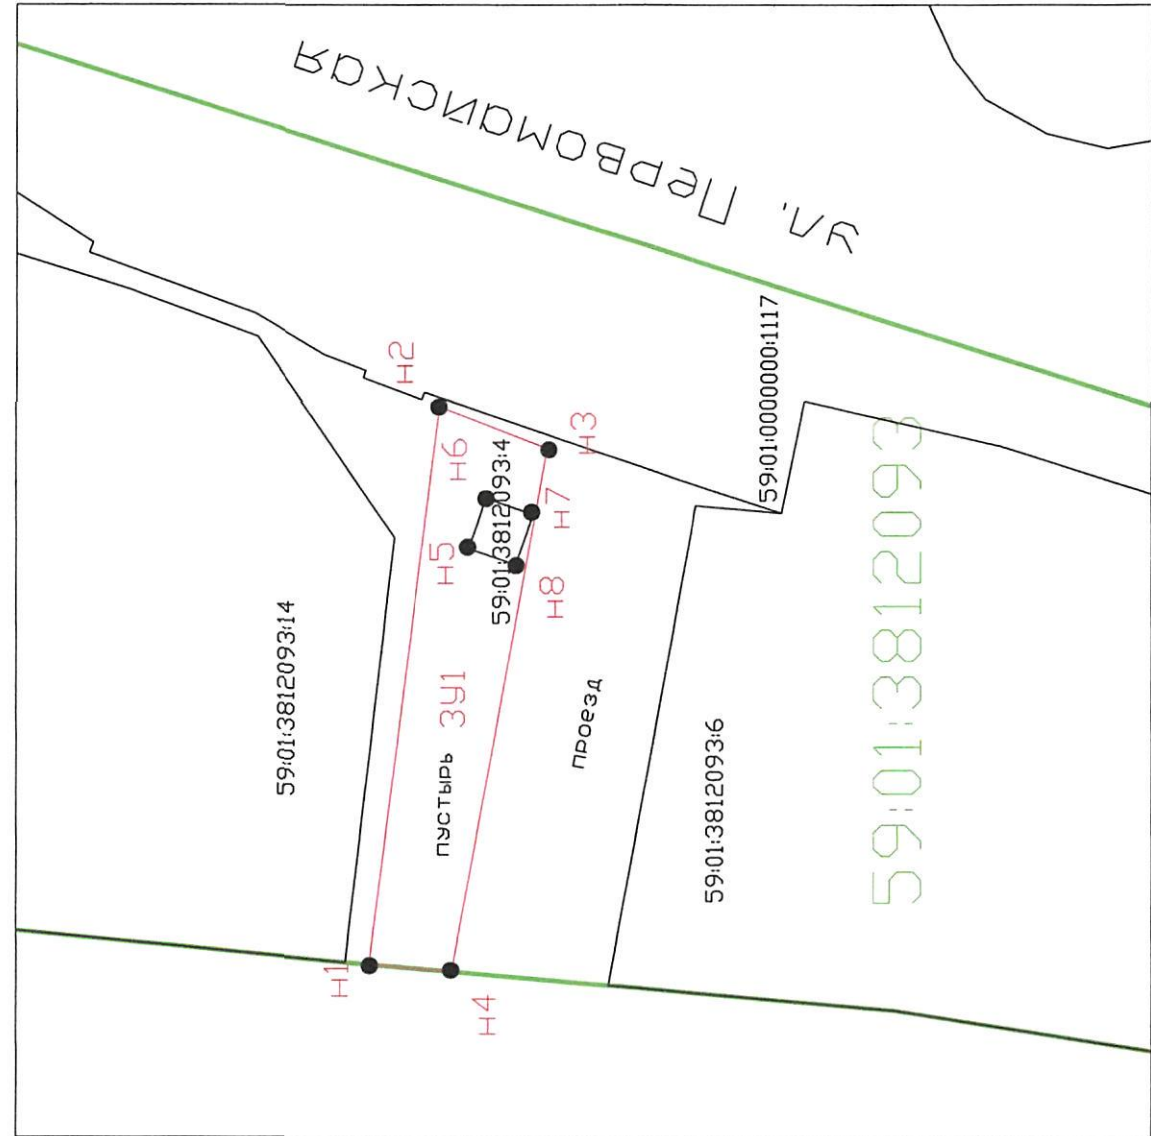 ул. Первомайская
н2
н6
н3
59:01:0000000:1117
н5
59:01:3812093:4
н7
н8
59:01:3812093:14
ЗУ1
пустырь
проезд
59:01:3812093:6
59:01:3812093
н1
н4